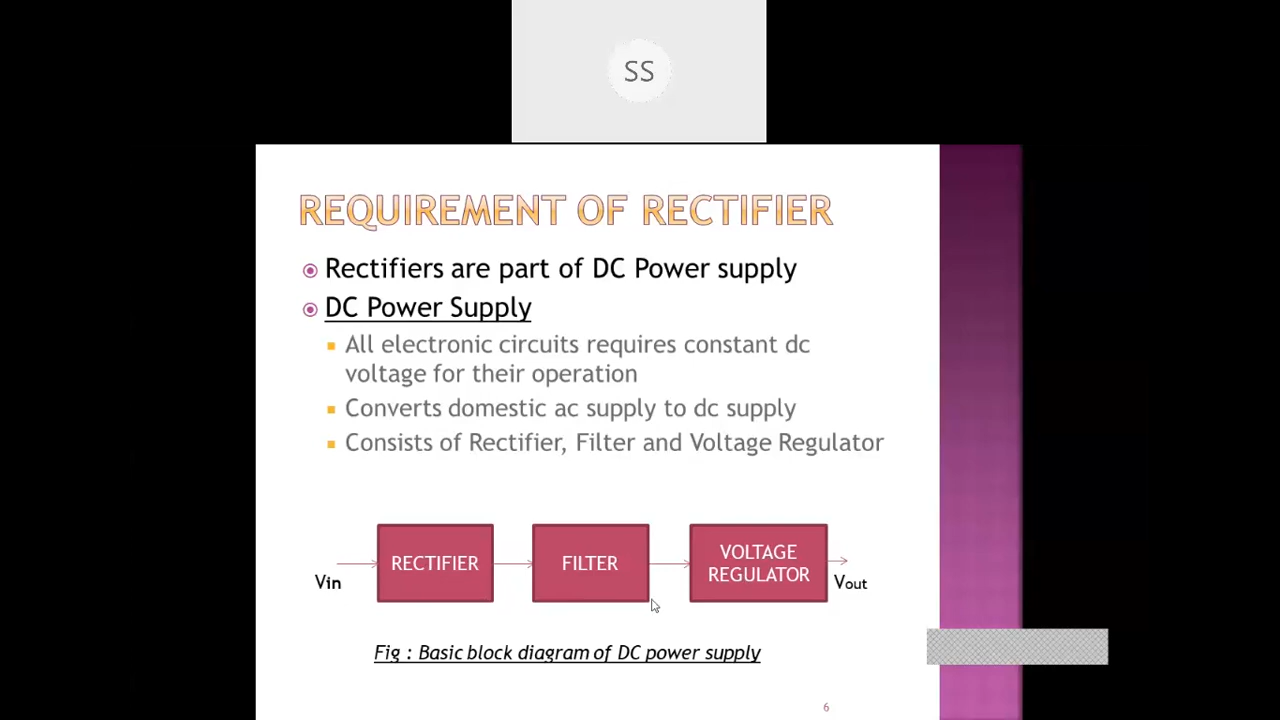 SS
REQUIREMENT OF RECTIFIER
Rectifiers are part of DC Power supply
DC Power Supply
All electronic circuits requires constant dc
voltage for their operation
Converts domestic ac supply to dc supply
Consists of Rectifier, Filter and Voltage Regulator
Vin
RECTIFIER
FILTER
VOLTAGE
REGULATOR
Vout
Fig : Basic block diagram of DC power supply
6